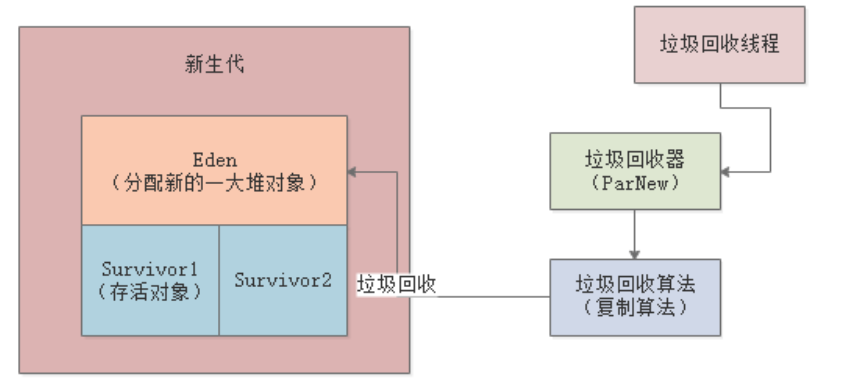 新生代
Eden
（分配新的一大堆对象）
Survivor1
（存活对象）
Survivor2
垃圾回收
垃圾回收线程
垃圾回收器
（ParNew）
垃圾回收算法
（复制算法）